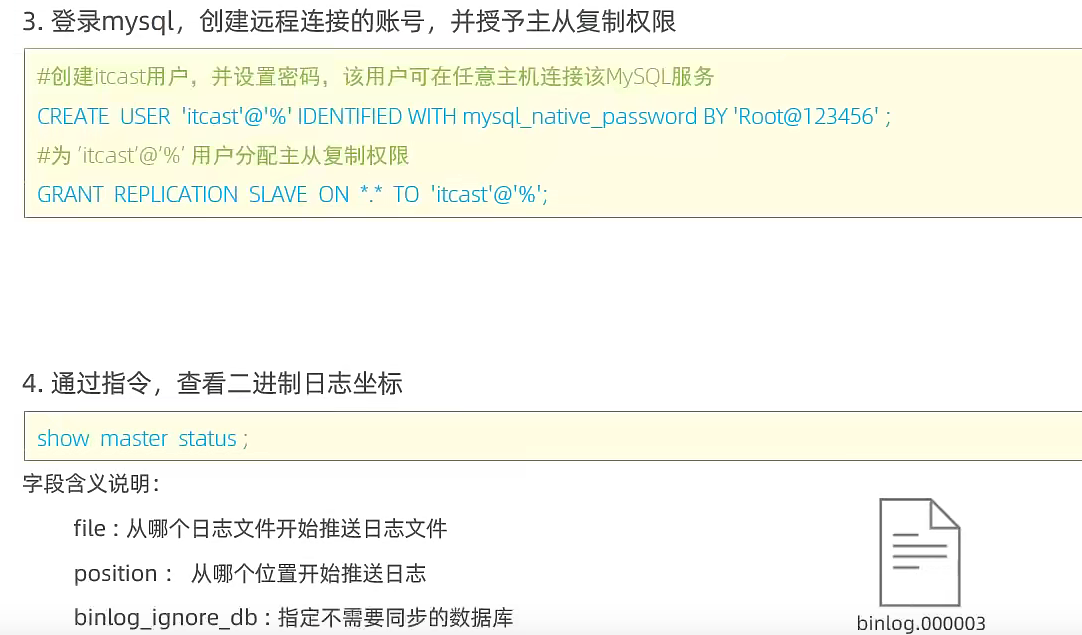 3. 登录mysql，创建远程连接的账号，并授予主从复制权限
#创建itcast用户，并设置密码，该用户可在任意主机连接该MySQL服务
CREATE USER 'itcast'@'%' IDENTIFIED WITH mysql_native_password BY 'Root@123456' ;
#为 'itcast'@'%' 用户分配主从复制权限
GRANT REPLICATION SLAVE ON *.* TO 'itcast'@'%';
4. 通过指令，查看二进制日志坐标
show master status ;
字段含义说明：
file : 从哪个日志文件开始推送日志文件
position ： 从哪个位置开始推送日志
binlog_ignore_db : 指定不需要同步的数据库
binlog.000003